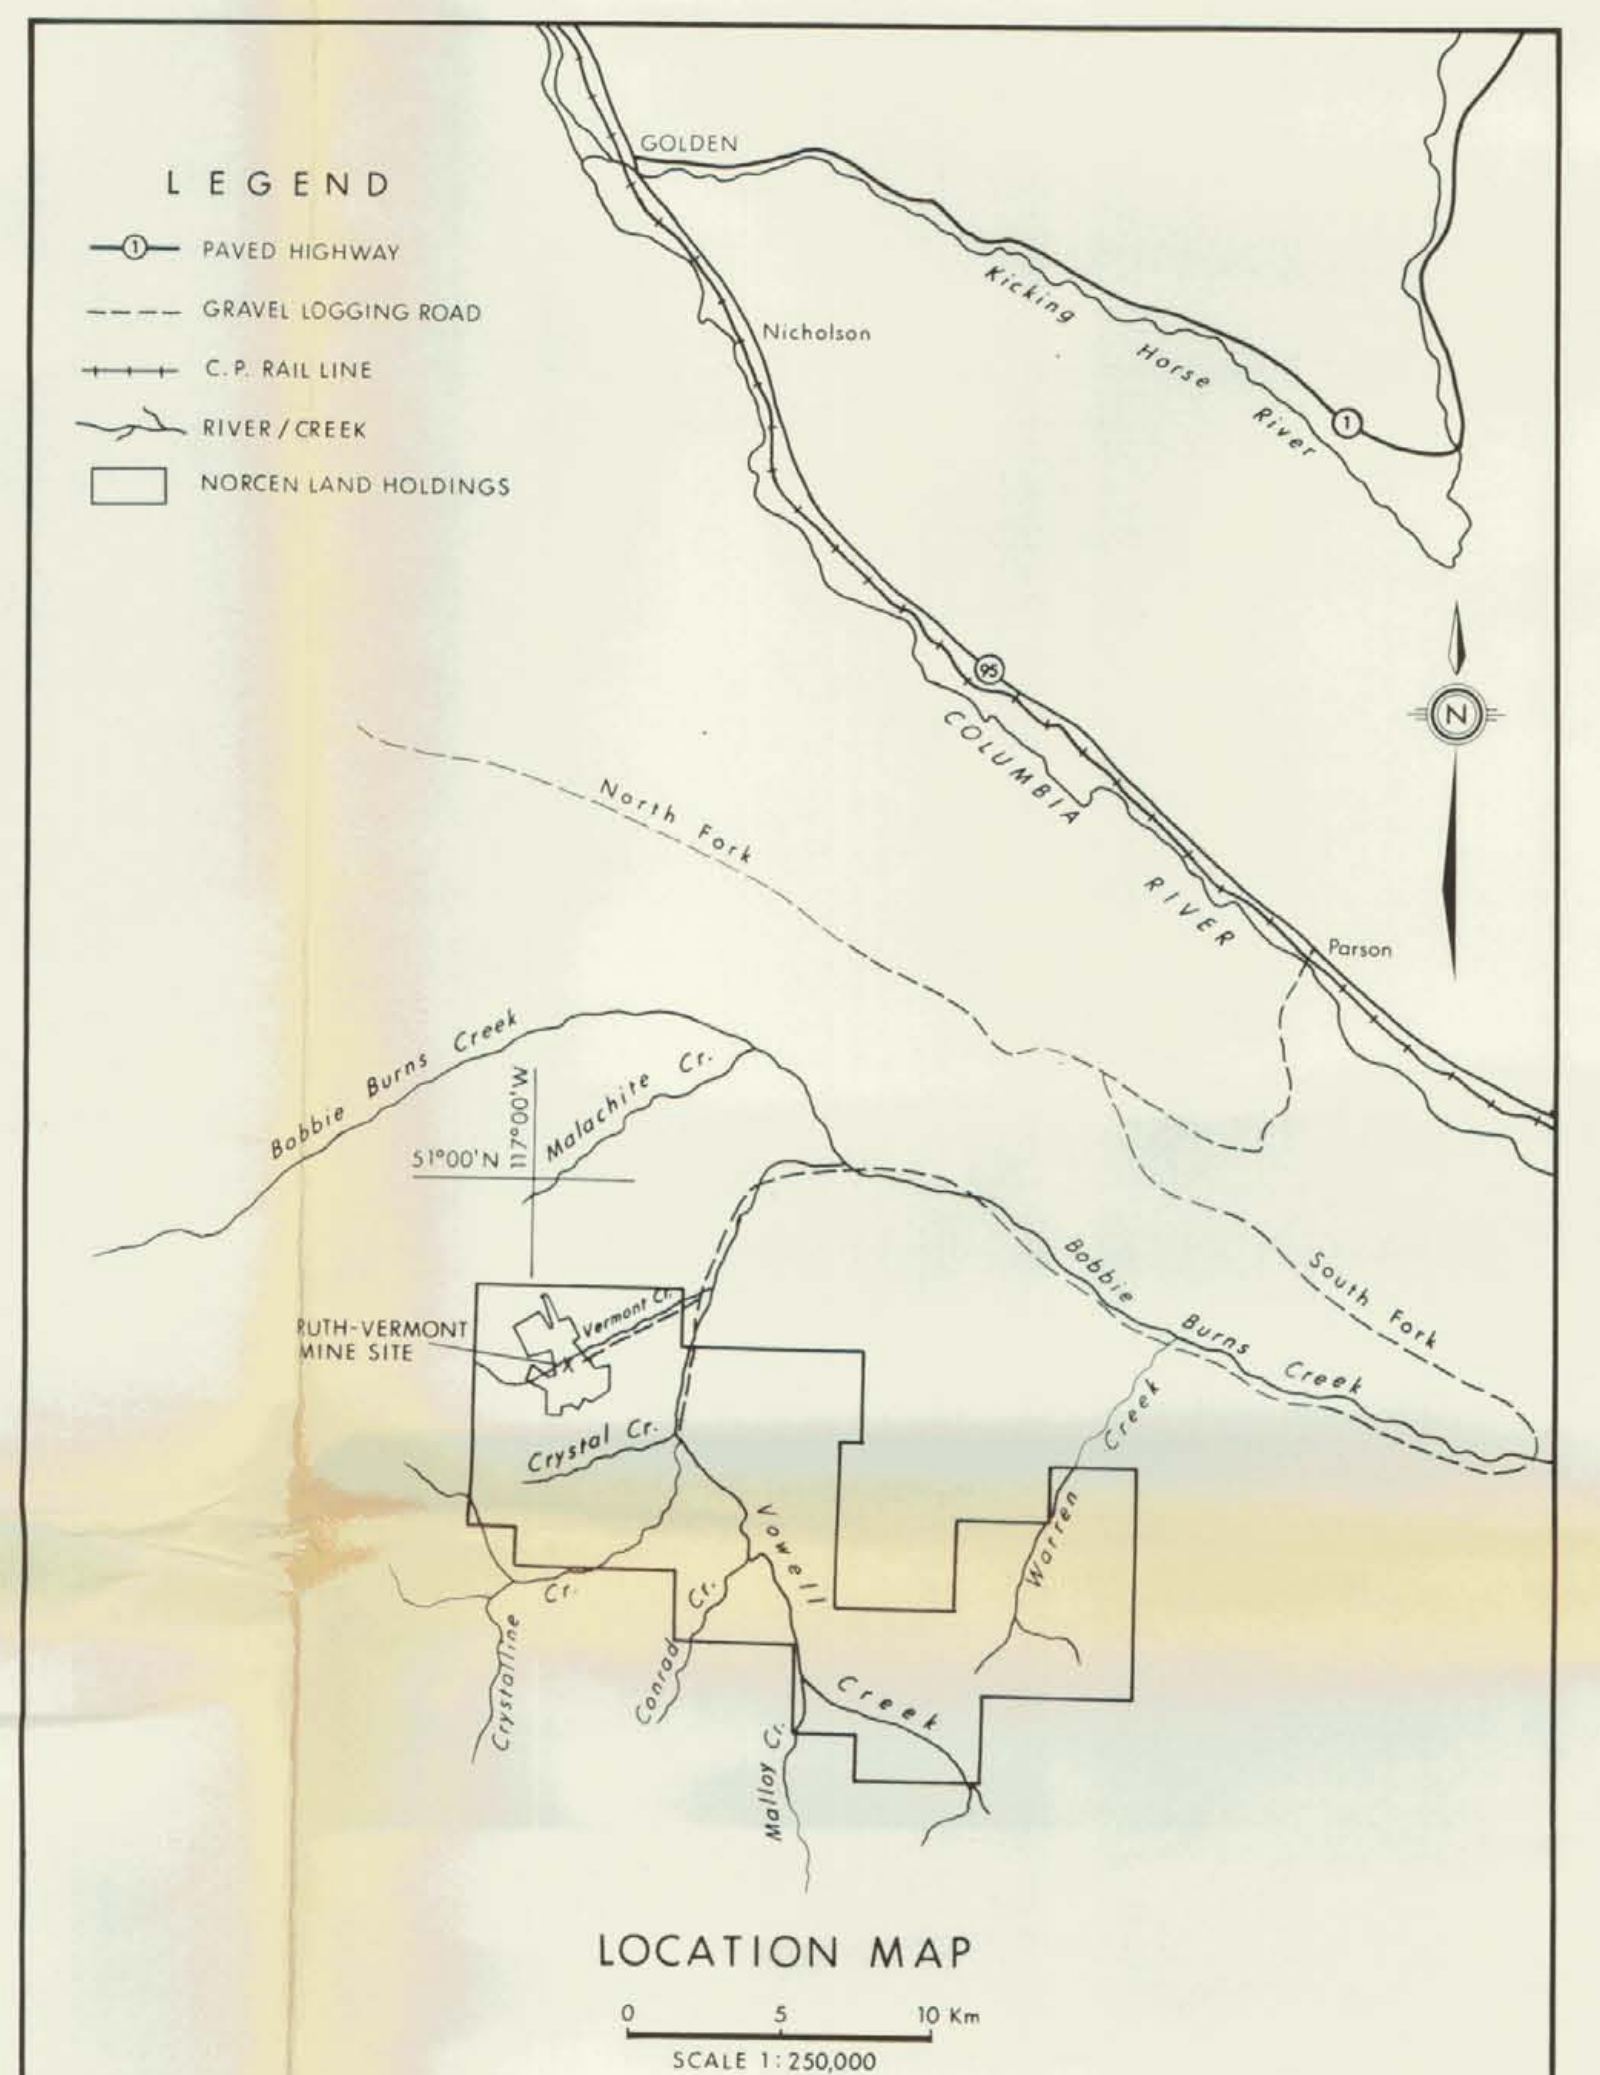 GOLDEN
LEGEND
1 PAVED HIGHWAY
GRAVEL LOGGING ROAD
C.P. RAIL LINE
RIVER/CREEK
NORCEN LAND HOLDINGS
Kicking Horse River
Nicholson
1
95
N
COLUMBIA RIVER
North Fork
Parson
Bobbie Burns Creek
Malachite Cr.
117°00'W
51°00'N
South Fork
Bobbie Burns Creek
Vermont Cr.
RUTH-VERMONT
MINE SITE
X
Crystal Cr.
Vowell Creek
Warren Creek
Crystalline Cr.
Conrad Cr.
Malloy Cr.
LOCATION MAP
0 5 10 Km
SCALE 1:250,000